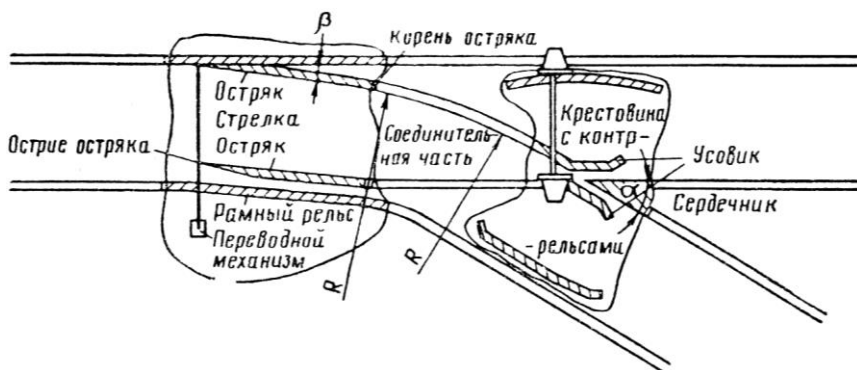 β
Корень остряка
Остряк
Стрелка
Остряк
Острие остряка
Рамный рельс
Переводной
механизм
Соединитель-
ная часть
R
R
Крестовина
с контр-
-рельсами
Усовик
Сердечник
α